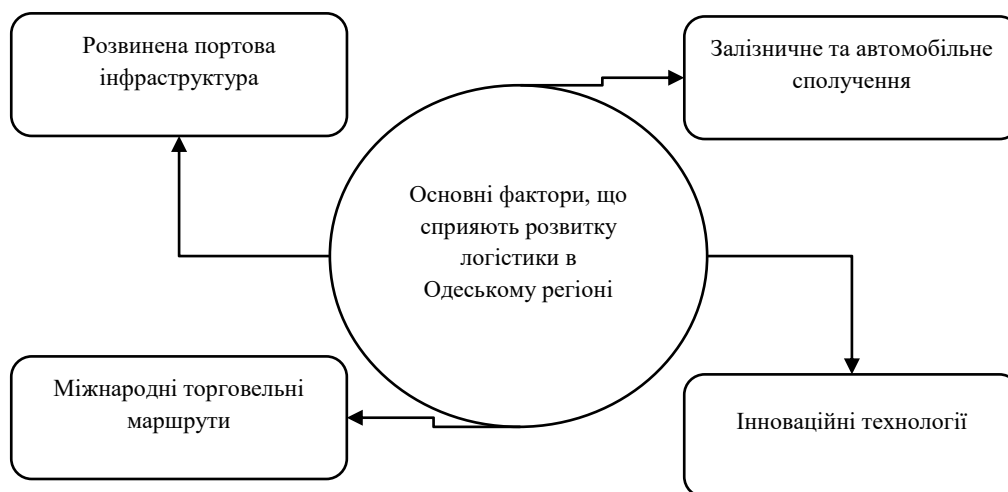 Розвинена портова
інфраструктура
Залізничне та автомобільне
сполучення
Основні фактори, що
сприяють розвитку
логістики в
Одеському регіоні
Міжнародні торговельні
маршрути
Інноваційні технології